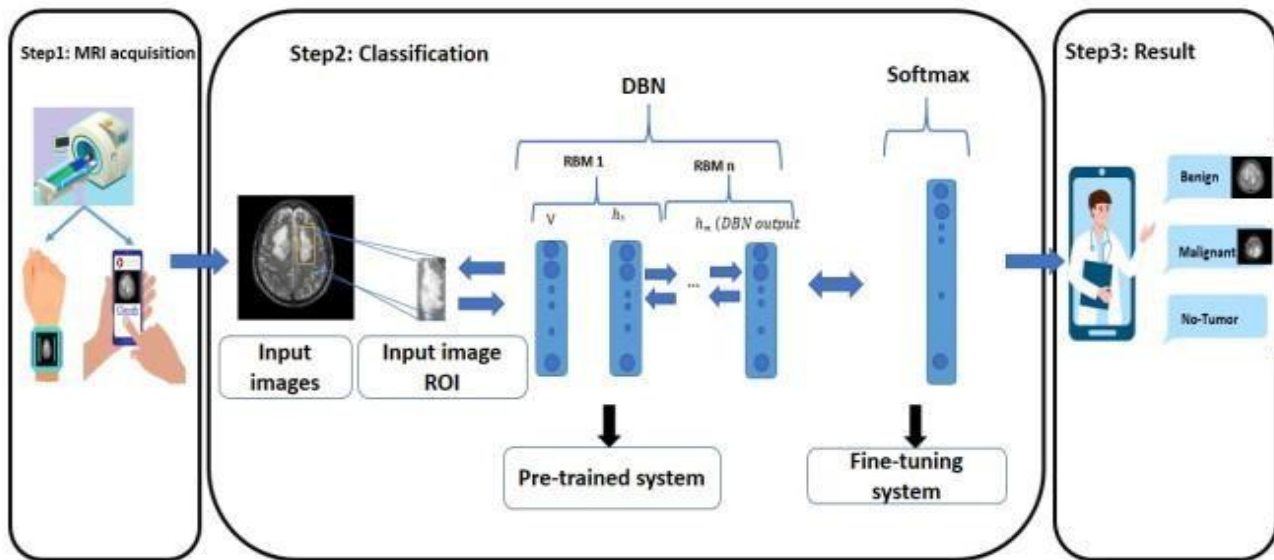 Step1: MRI acquisition
Step2: Classification
DBN
Softmax
RBM 1
RBM n
V
h₁
hₙ (DBN output
...
Input
images
Input image
ROI
Pre-trained system
Fine-tuning
system
Step3: Result
Benign
Malignant
No-Tumor